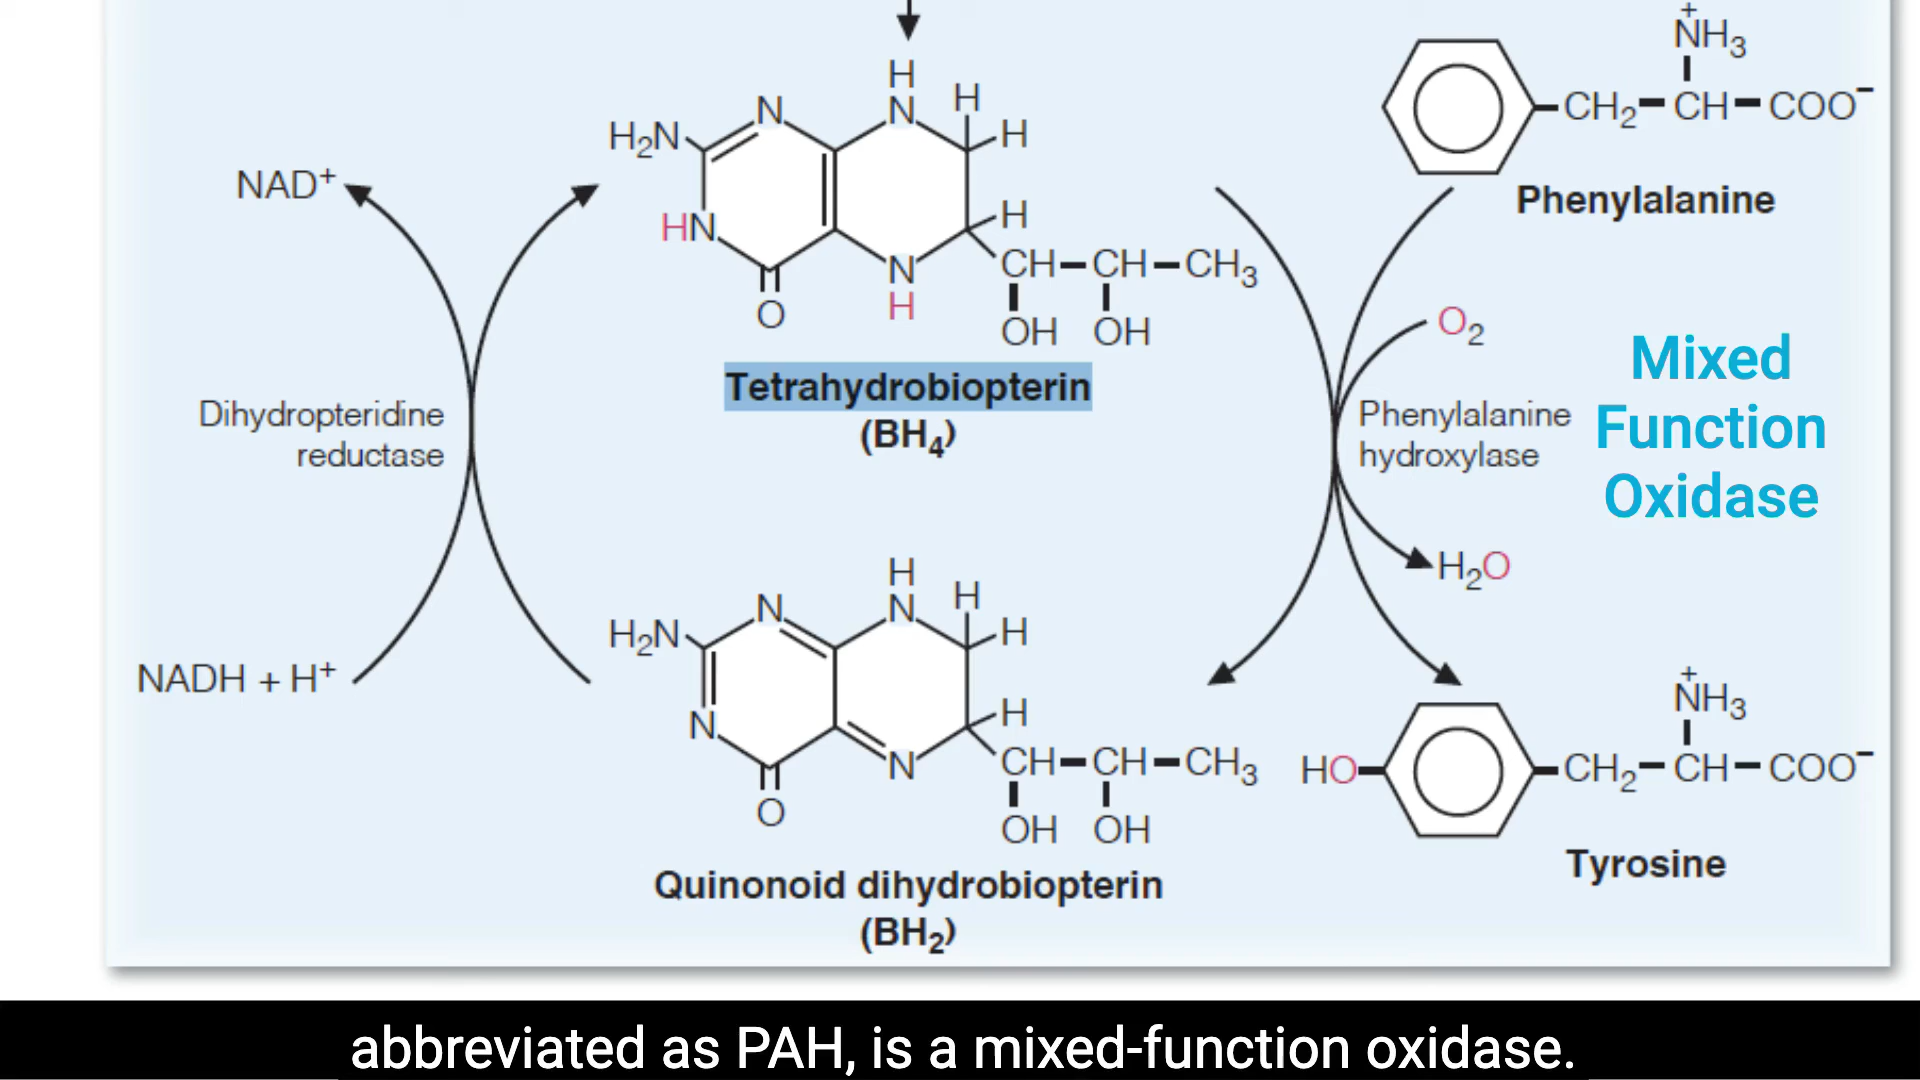 H
N
H
H
H₂N
N
HN
H
N
H
O
CH–CH–CH₃
OH OH
Tetrahydrobiopterin
(BH₄)
NAD⁺
Dihydropteridine
reductase
NADH + H⁺
H
N
H
H
H₂N
N
N
H
N
O
CH–CH–CH₃
OH OH
Quinonoid dihydrobiopterin
(BH₂)
+
NH₃
CH₂–CH–COO⁻
Phenylalanine
O₂
Phenylalanine
hydroxylase
Mixed
Function
Oxidase
H₂O
+
NH₃
HO
CH₂–CH–COO⁻
Tyrosine
abbreviated as PAH, is a mixed-function oxidase.